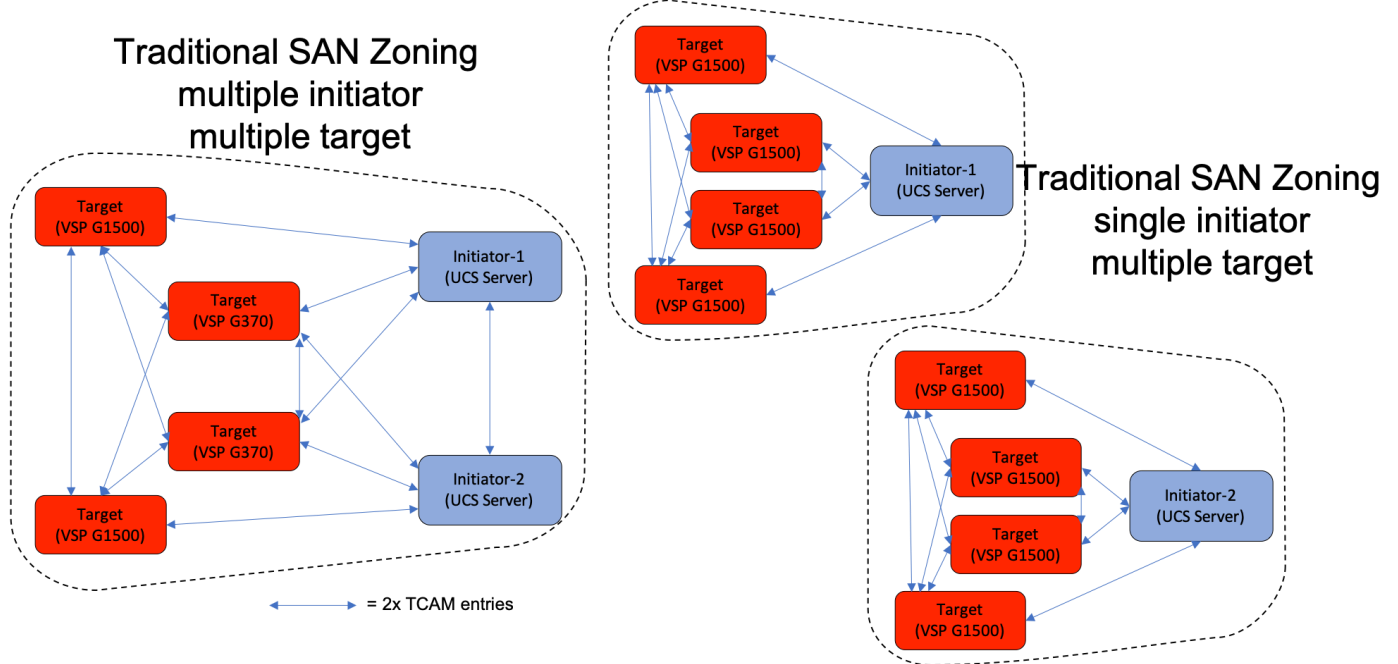 Traditional SAN Zoning
multiple initiator
multiple target
Target
(VSP G1500)
Target
(VSP G370)
Target
(VSP G370)
Target
(VSP G1500)
Initiator-1
(UCS Server)
Initiator-2
(UCS Server)
= 2x TCAM entries
Target
(VSP G1500)
Target
(VSP G1500)
Target
(VSP G1500)
Target
(VSP G1500)
Initiator-1
(UCS Server)
Traditional SAN Zoning
single initiator
multiple target
Target
(VSP G1500)
Target
(VSP G1500)
Target
(VSP G1500)
Target
(VSP G1500)
Initiator-2
(UCS Server)